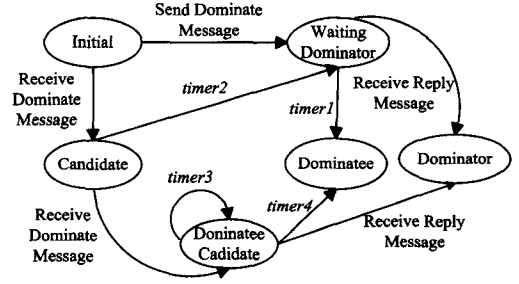 Send Dominate
Message
Initial
Waiting
Dominator
Receive
Dominate
Message
timer2
timer1
Receive Reply
Message
Candidate
timer3
Dominatee
Dominator
Receive
Dominate
Message
timer4
Doninatee
Cadidate
Receive Reply
Message